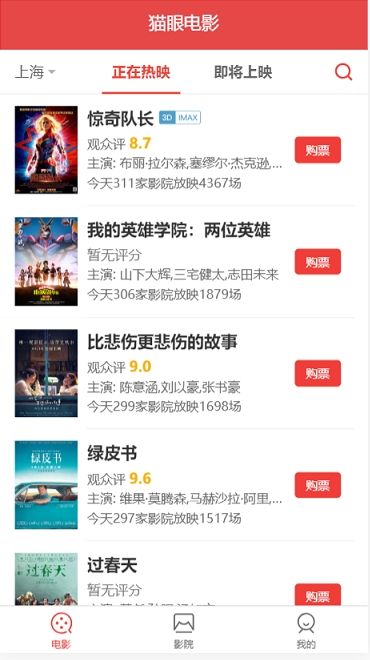 猫眼电影
上海 正在热映 即将上映
惊奇队长 3D IMAX
观众评 8.7
主演: 布丽·拉尔森,塞缪尔·杰克逊,...
今天311家影院放映4367场
购票
我的英雄学院：两位英雄
暂无评分
主演: 山下大辉,三宅健太,志田未来
今天306家影院放映1879场
购票
比悲伤更悲伤的故事
观众评 9.0
主演: 陈意涵,刘以豪,张书豪
今天299家影院放映1698场
购票
绿皮书
绿皮书
观众评 9.6
主演: 维果·莫腾森,马赫沙拉·阿里,...
今天297家影院放映1517场
购票
过春天
过春天
暂无评分
购票
电影 影院 我的